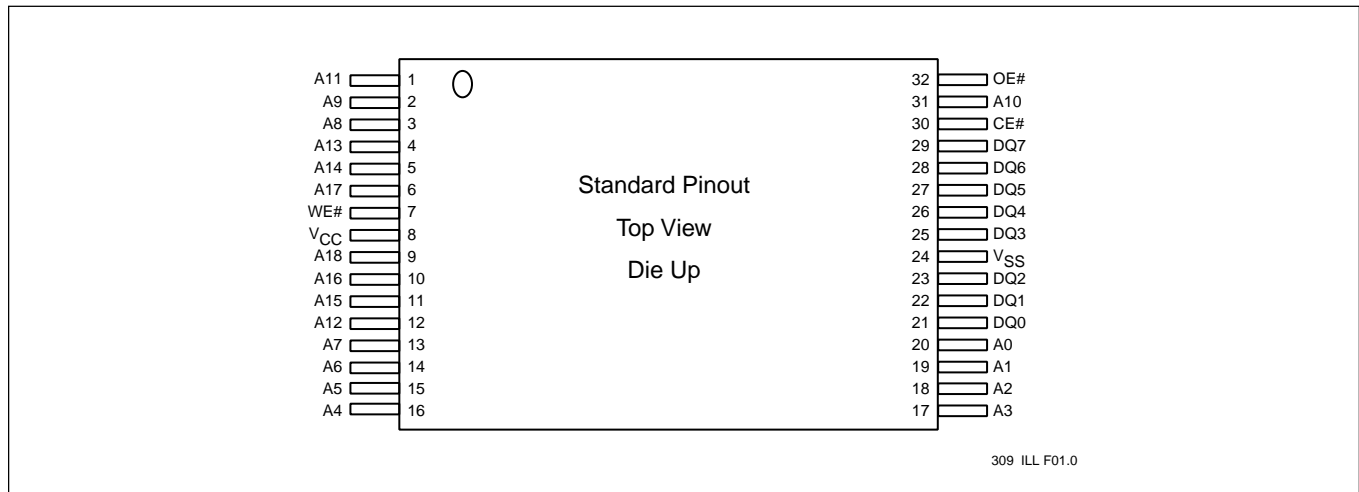 A11 1 32 OE#
A9 2 31 A10
A8 3 30 CE#
A13 4 29 DQ7
A14 5 28 DQ6
A17 6 27 DQ5
WE# 7 26 DQ4
VCC 8 25 DQ3
A18 9 24 VSS
A16 10 23 DQ2
A15 11 22 DQ1
A12 12 21 DQ0
A7 13 20 A0
A6 14 19 A1
A5 15 18 A2
A4 16 17 A3
Standard Pinout
Top View
Die Up
309 ILL F01.0